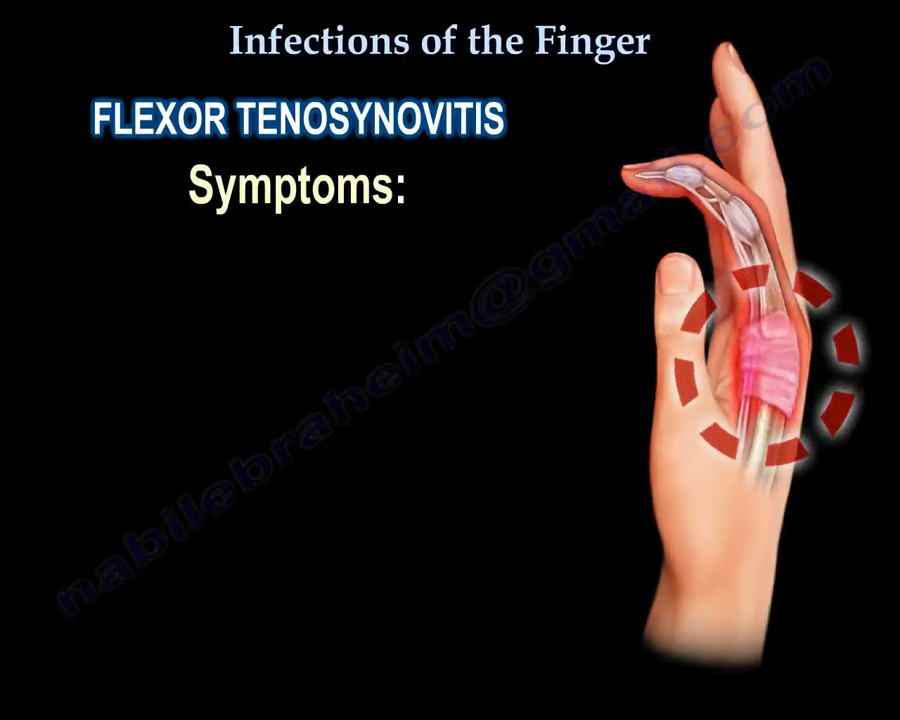 Infections of the Finger
FLEXOR TENOSYNOVITIS
Symptoms:
nabilebraheim@gmail.com